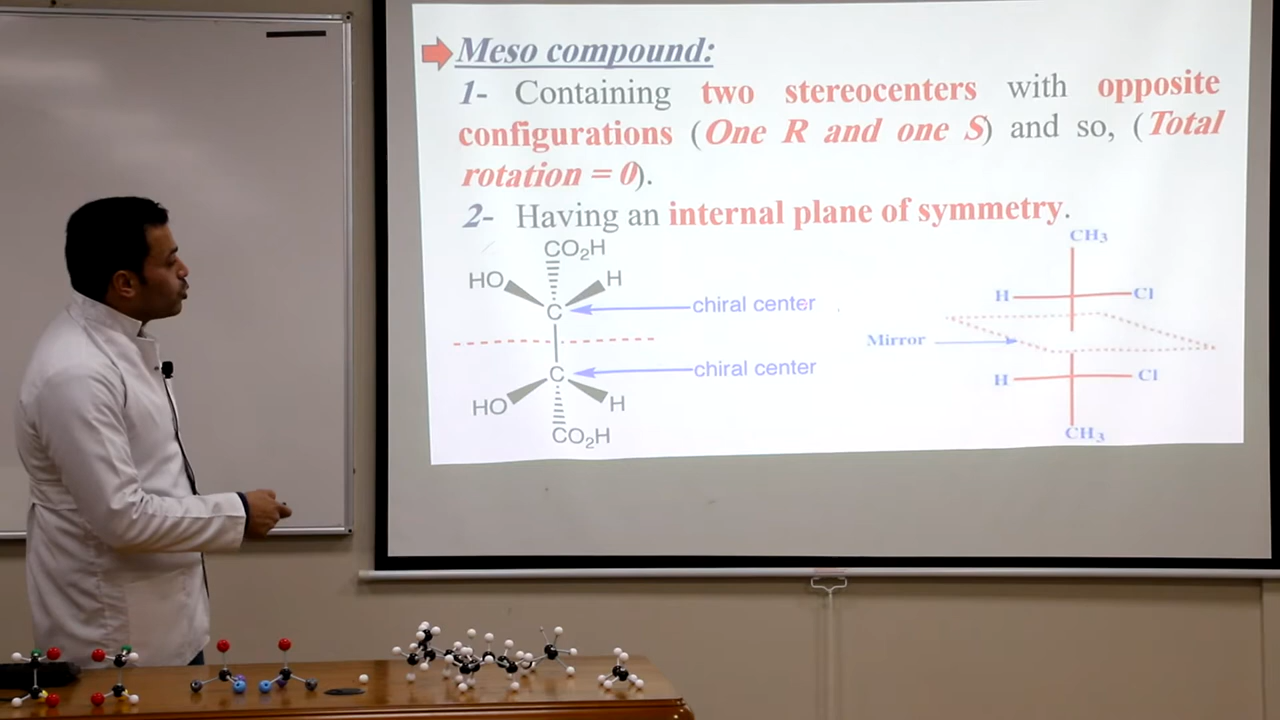 Meso compound:
1- Containing two stereocenters with opposite
configurations (One R and one S) and so, (Total
rotation = 0).
2- Having an internal plane of symmetry.
CO₂H
HO H
C chiral center
C chiral center
HO H
CO₂H
CH₃
H Cl
Mirror
H Cl
CH₃